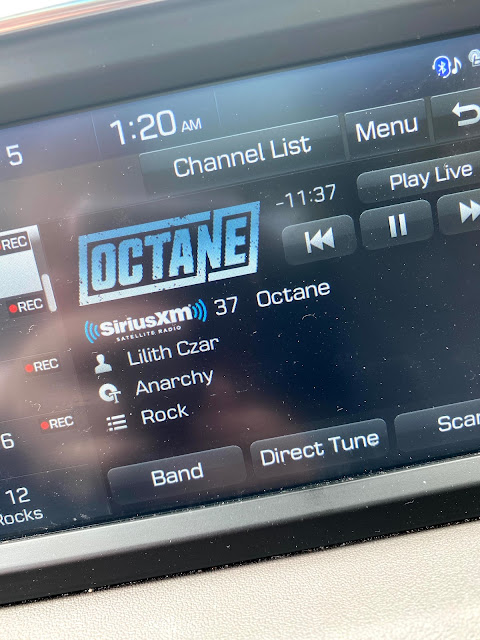 1:20 AM
5
Channel List
Menu
-11:37
Play Live
REC
OCTANE
REC
SiriusXm
SATELLITE RADIO
37 Octane
Lilith Czar
REC
Anarchy
6
REC
Rock
12
Rocks
Band
Direct Tune
Scan